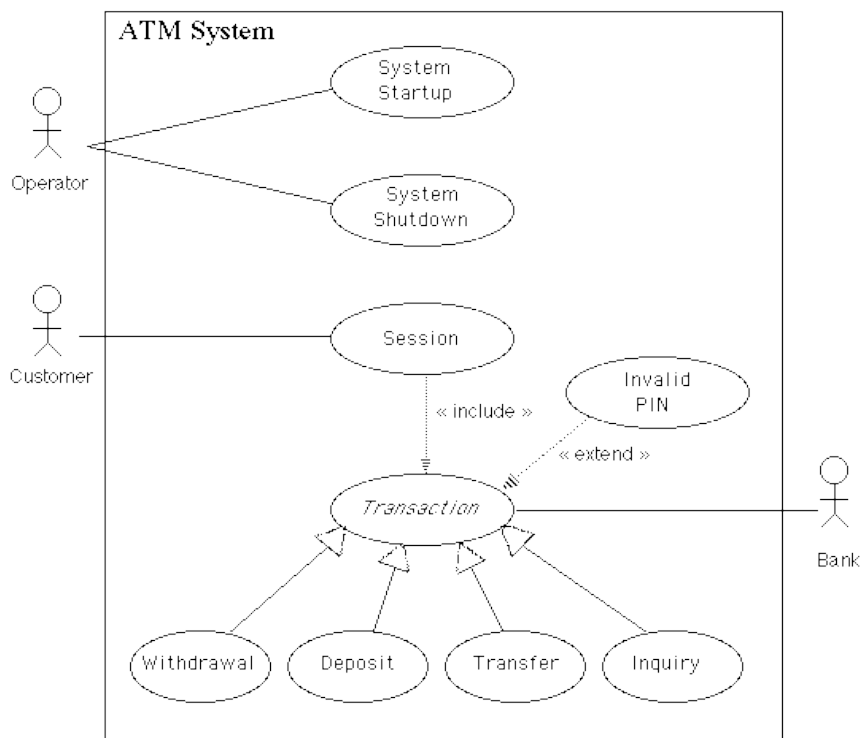 ATM System
System
Startup
Operator
System
Shutdown
Customer
Session
Invalid
PIN
« include »
« extend »
Transaction
Bank
Withdrawal
Deposit
Transfer
Inquiry